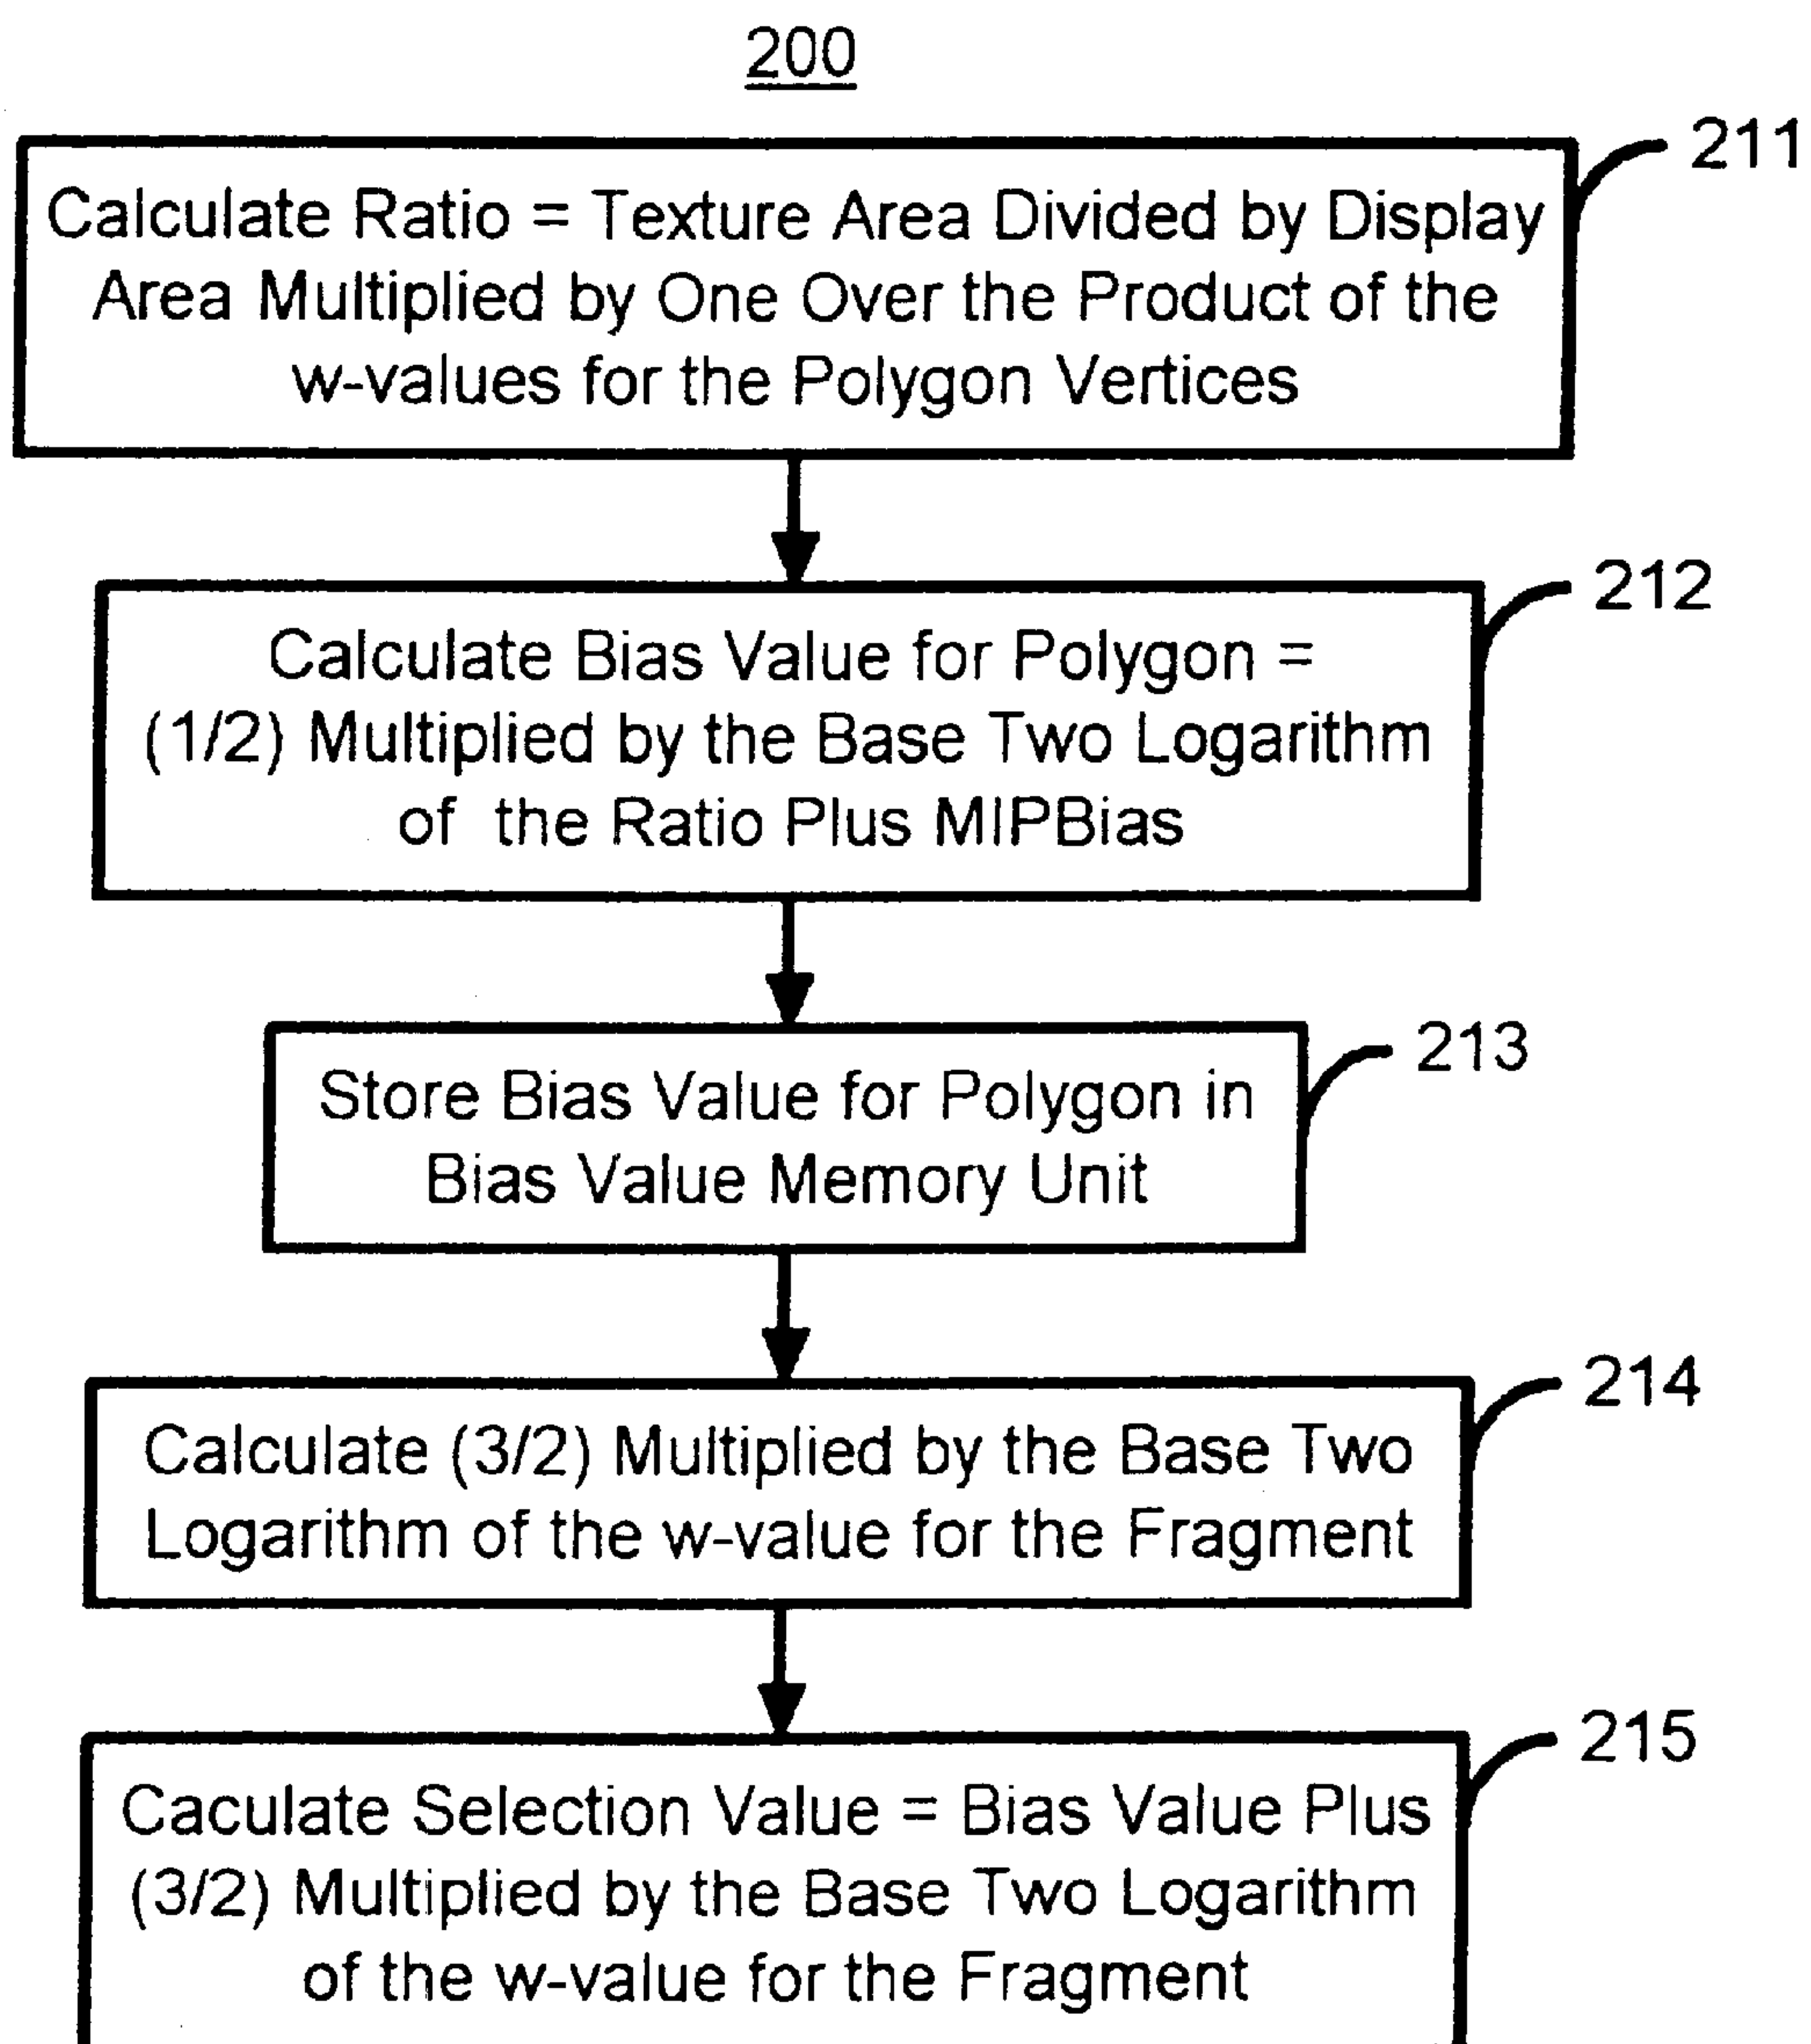 200
211
Calculate Ratio = Texture Area Divided by Display
Area Multiplied by One Over the Product of the
w-values for the Polygon Vertices
212
Calculate Bias Value for Polygon =
(1/2) Multiplied by the Base Two Logarithm
of the Ratio Plus MIPBias
213
Store Bias Value for Polygon in
Bias Value Memory Unit
214
Calculate (3/2) Multiplied by the Base Two
Logarithm of the w-value for the Fragment
215
Caculate Selection Value = Bias Value Plus
(3/2) Multiplied by the Base Two Logarithm
of the w-value for the Fragment